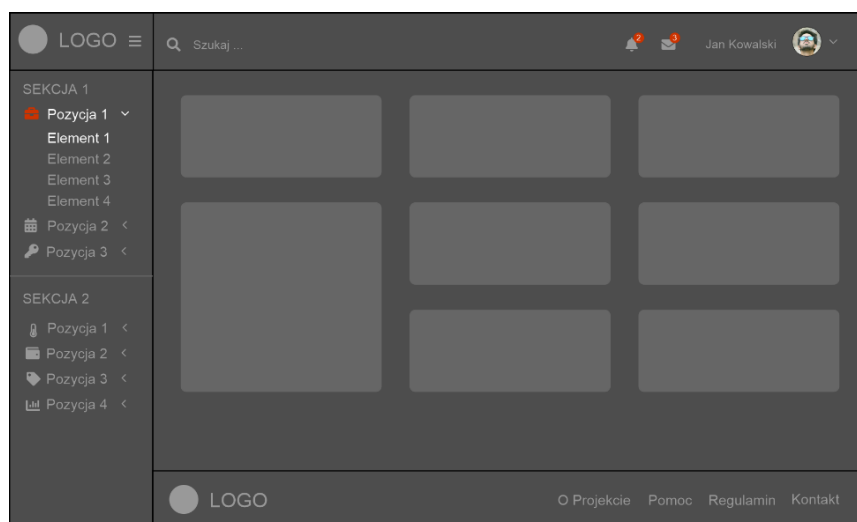 LOGO
Szukaj ...
2
3
Jan Kowalski
SEKCJA 1
Pozycja 1
Element 1
Element 2
Element 3
Element 4
Pozycja 2
Pozycja 3
SEKCJA 2
Pozycja 1
Pozycja 2
Pozycja 3
Pozycja 4
LOGO
O Projekcie Pomoc Regulamin Kontakt